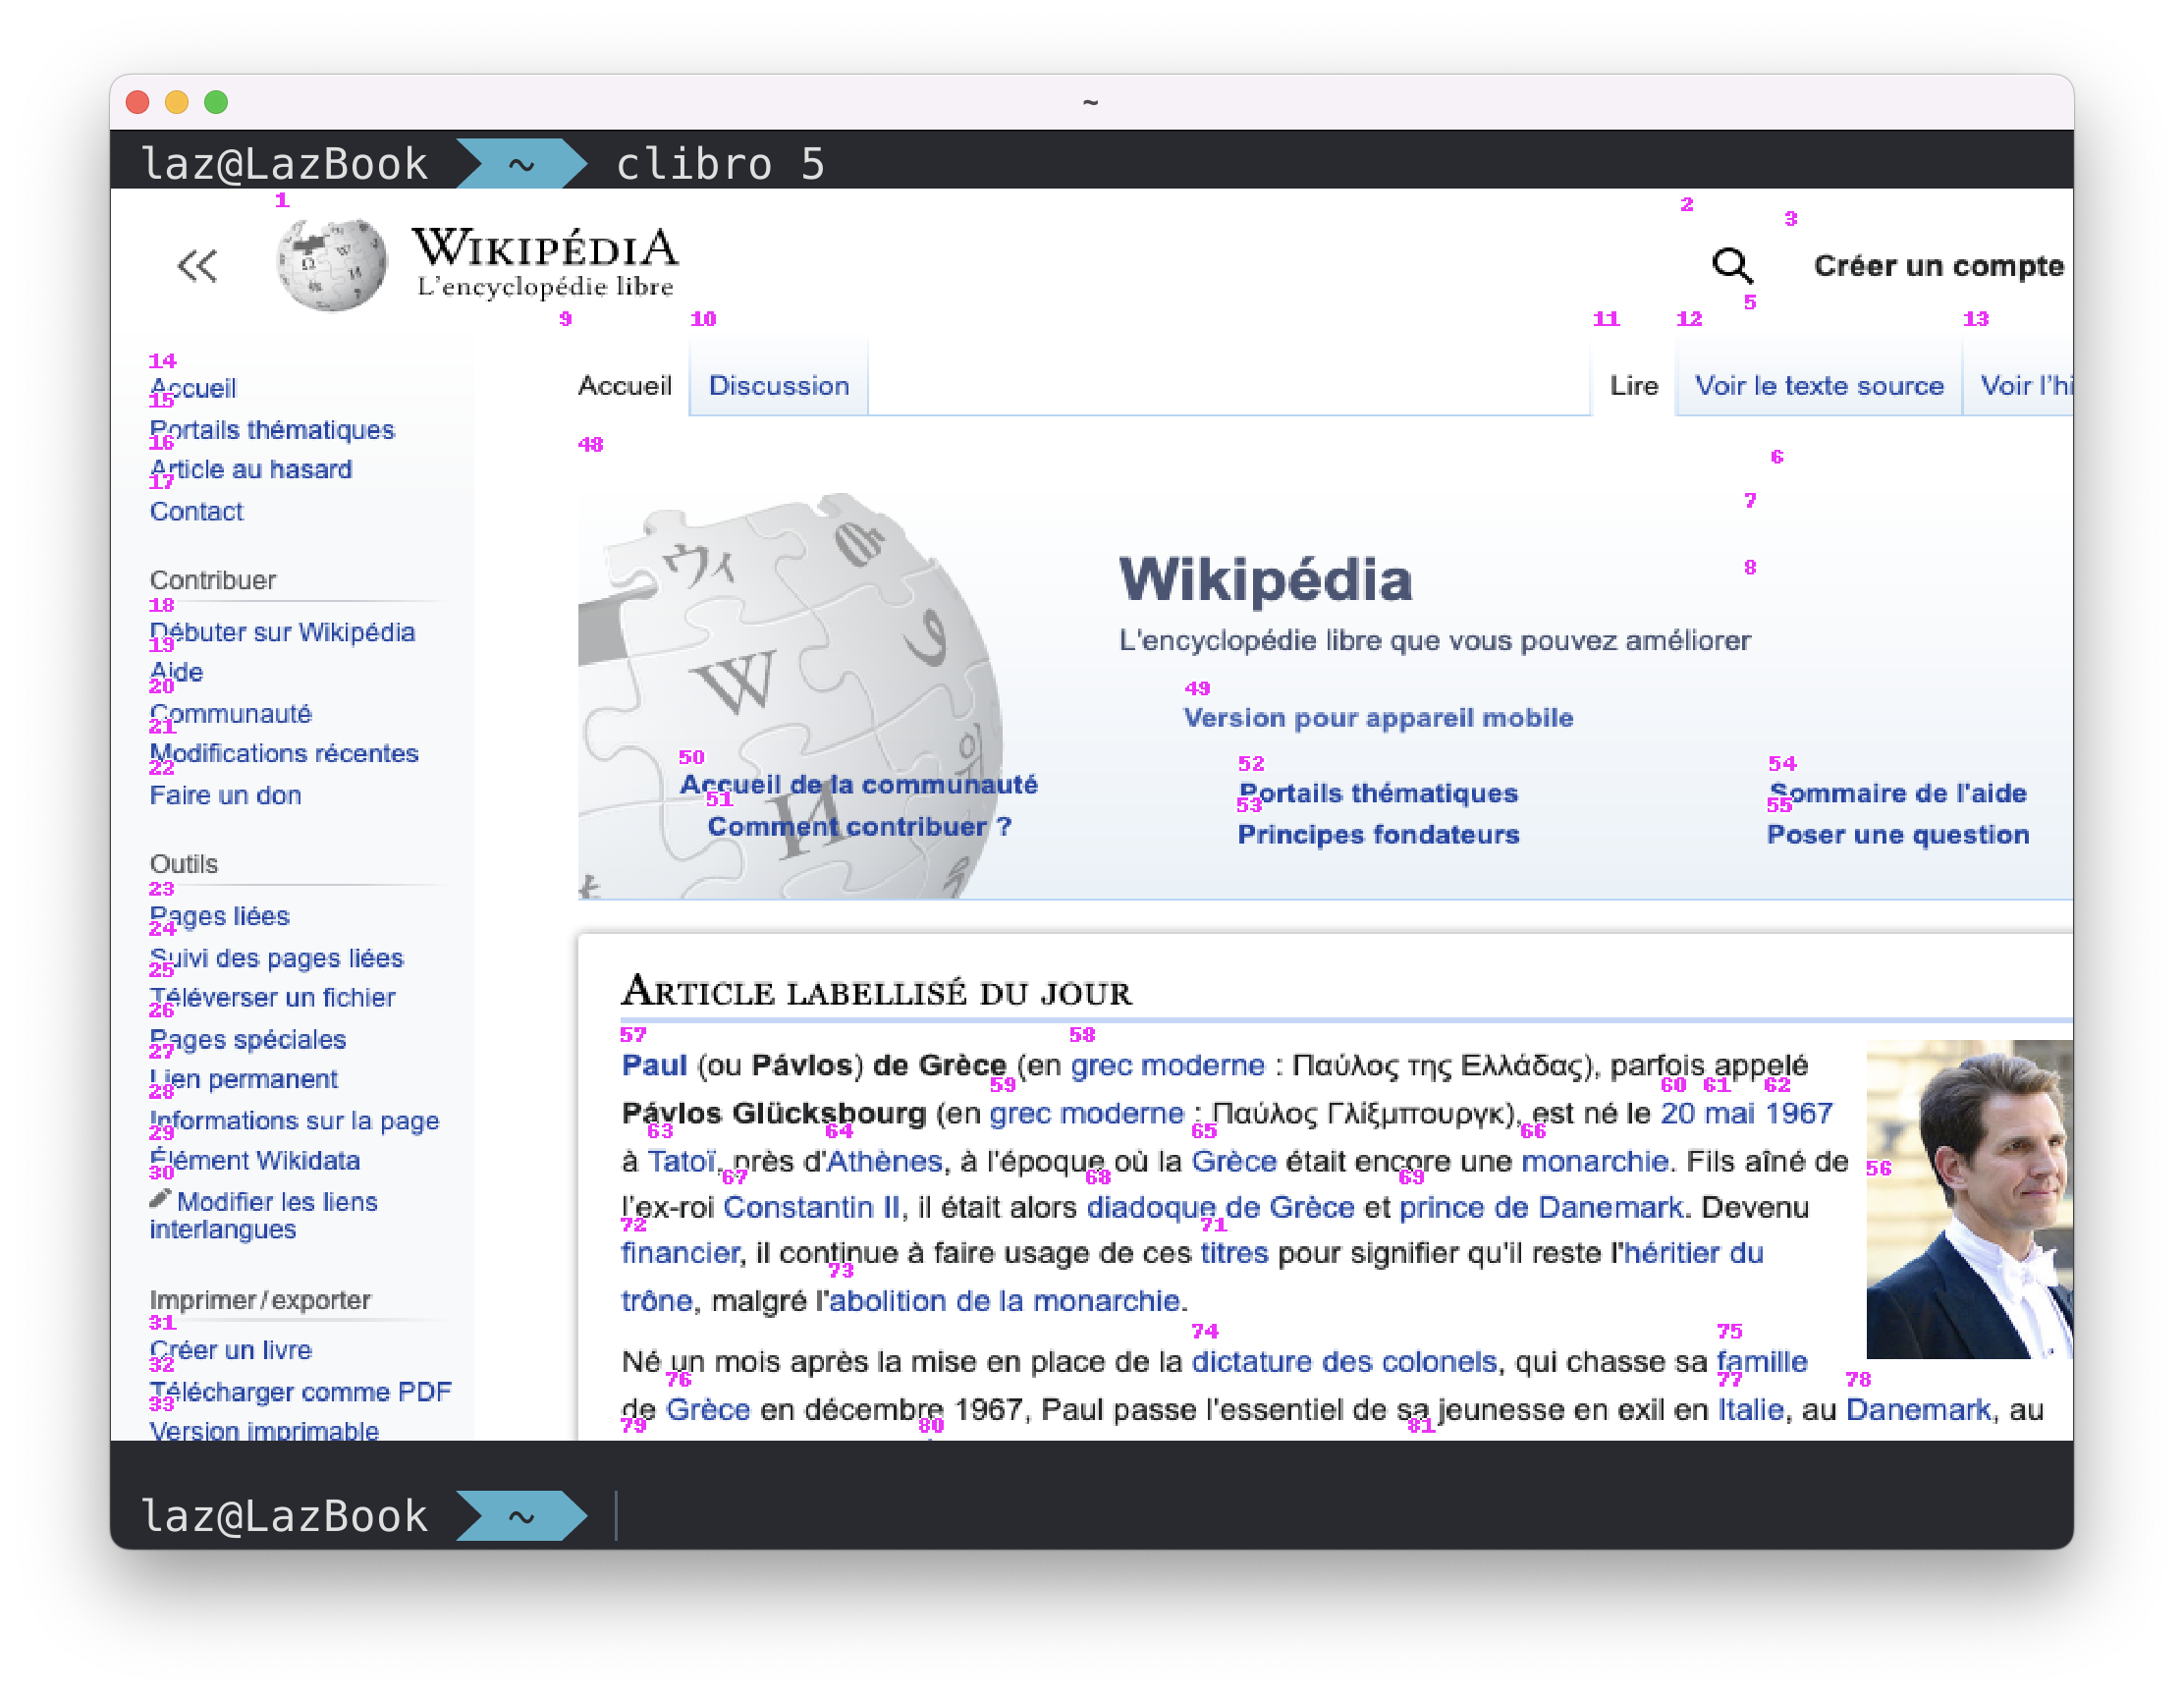 ~
laz@LazBook ~ clibro 5
1
2
3
WIKIPÉDIA
L'encyclopédie libre
Créer un compte
5
9
10
11
12
13
Accueil
Discussion
Lire
Voir le texte source
Voir l'hi
14
Accueil
15
Portails thématiques
16
Article au hasard
17
Contact
Contribuer
18
Débuter sur Wikipédia
19
Aide
20
Communauté
21
Modifications récentes
22
Faire un don
Outils
23
Pages liées
24
Suivi des pages liées
25
Téléverser un fichier
26
Pages spéciales
27
Lien permanent
28
Informations sur la page
29
Élément Wikidata
30
Modifier les liens
interlangues
Imprimer / exporter
31
Créer un livre
32
Télécharger comme PDF
33
Version imprimable
48
6
7
8
ウィ
W
И
Wikipédia
L'encyclopédie libre que vous pouvez améliorer
49
Version pour appareil mobile
50
Accueil de la communauté
51
Comment contribuer ?
52
Portails thématiques
53
Principes fondateurs
54
Sommaire de l'aide
55
Poser une question
ARTICLE LABELLISÉ DU JOUR
57 58
Paul (ou Pávlos) de Grèce (en grec moderne : Παύλος της Ελλάδας), parfois appelé
59 60 61 62
Pávlos Glücksbourg (en grec moderne : Παύλος Γλίξμπουργκ), est né le 20 mai 1967
63 64 65 66
à Tatoï, près d'Athènes, à l'époque où la Grèce était encore une monarchie. Fils aîné de
56
67 68 69
l'ex-roi Constantin II, il était alors diadoque de Grèce et prince de Danemark. Devenu
72 71
financier, il continue à faire usage de ces titres pour signifier qu'il reste l'héritier du
73
trône, malgré l'abolition de la monarchie.
74 75
Né un mois après la mise en place de la dictature des colonels, qui chasse sa famille
76 77 78
de Grèce en décembre 1967, Paul passe l'essentiel de sa jeunesse en exil en Italie, au Danemark, au
79 80 81
laz@LazBook ~